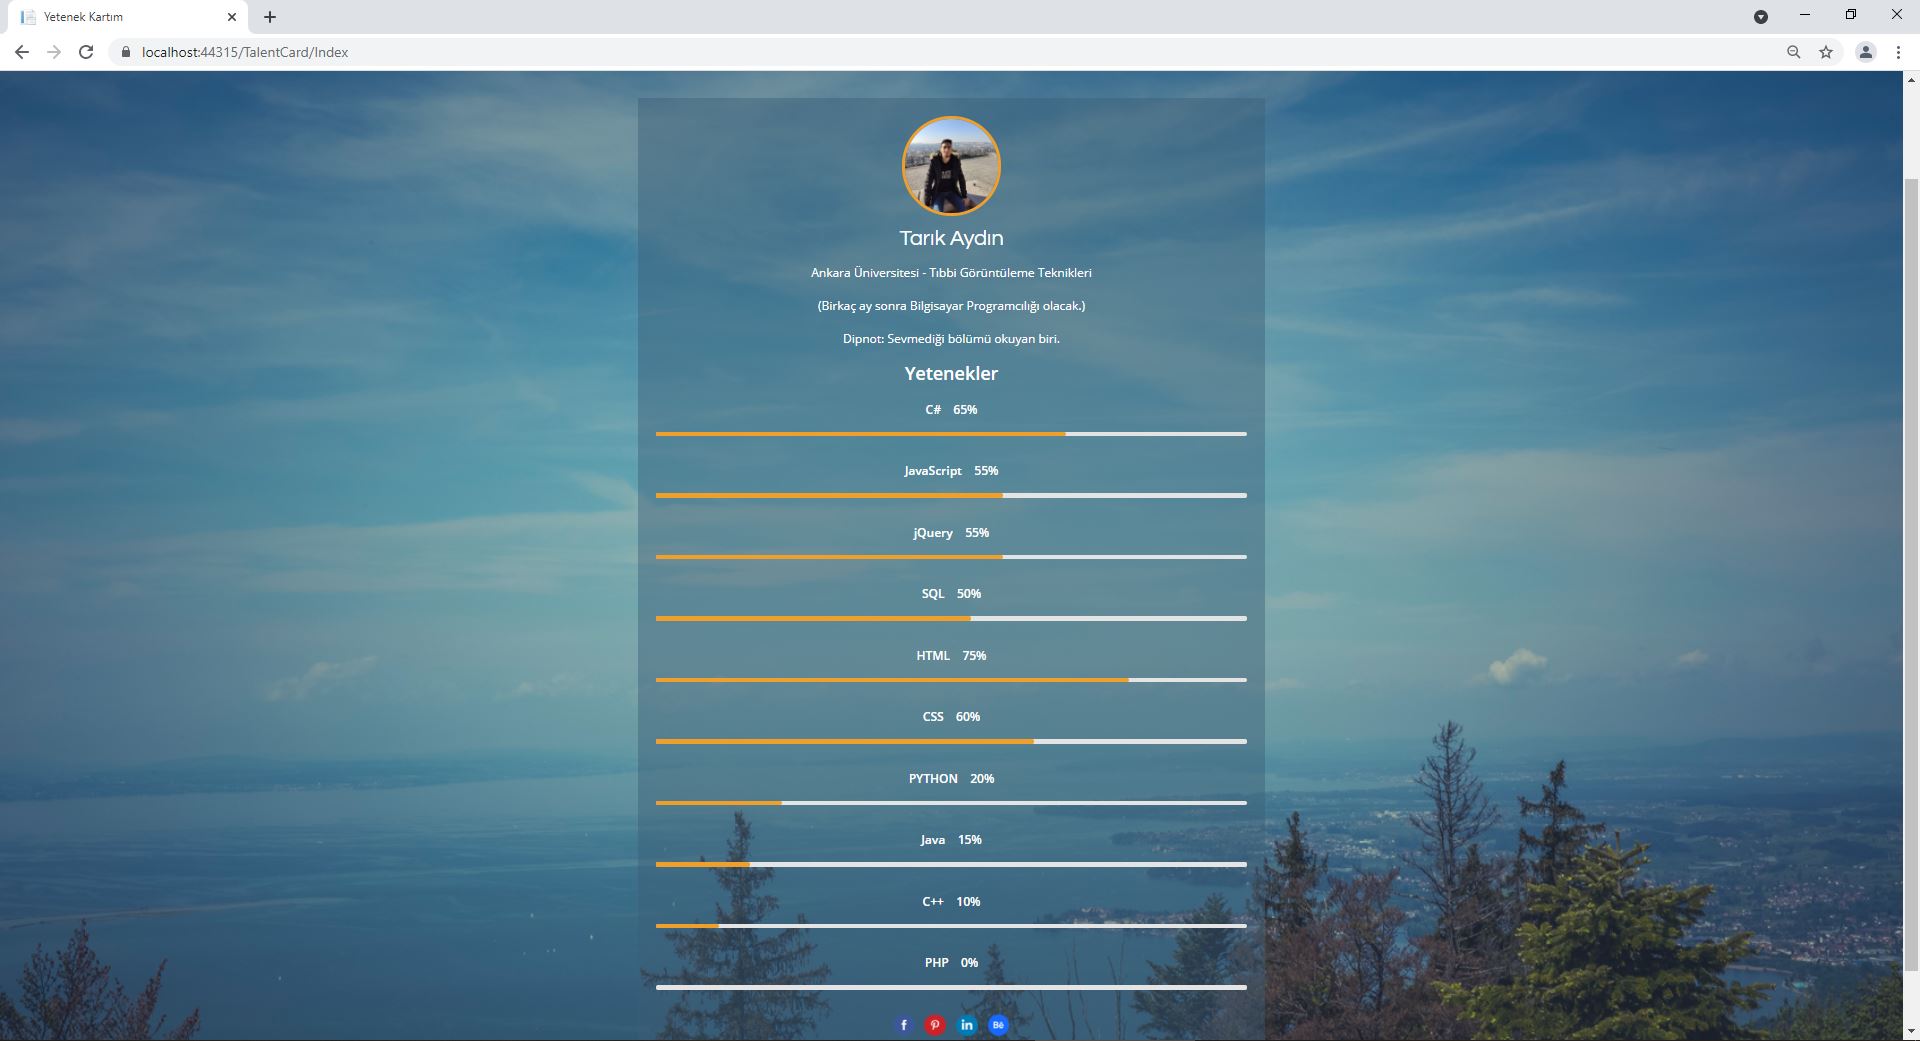 Yetenek Kartım
localhost:44315/TalentCard/Index
Tarık Aydın
Ankara Üniversitesi - Tıbbi Görüntüleme Teknikleri
(Birkaç ay sonra Bilgisayar Programcılığı olacak.)
Dipnot: Sevmediği bölümü okuyan biri.
Yetenekler
C# 65%
JavaScript 55%
jQuery 55%
SQL 50%
HTML 75%
CSS 60%
PYTHON 20%
Java 15%
C++ 10%
PHP 0%
f in Bē